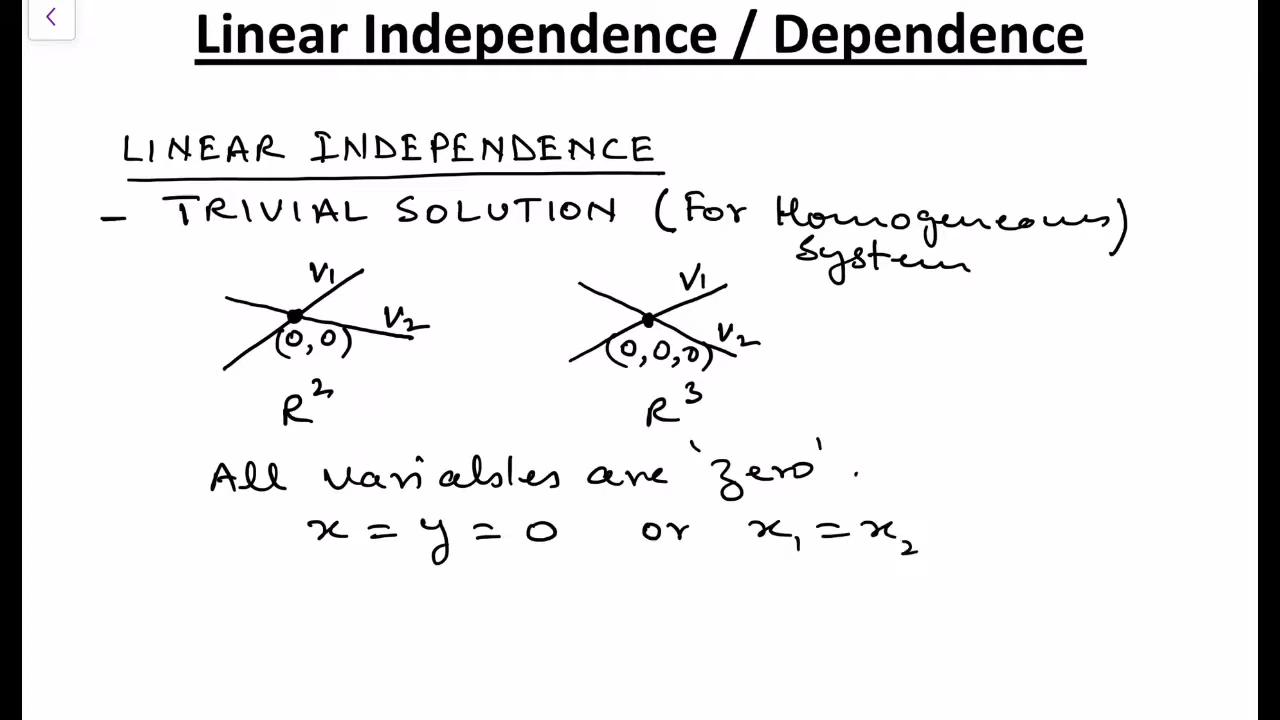 Linear Independence / Dependence
LINEAR INDEPENDENCE
- TRIVIAL SOLUTION (For Homogeneous)
System
V1 V1
V2 V2
(0,0) (0,0,0)
R² R³
All variables are 'zero'.
x = y = 0 or x₁ = x₂